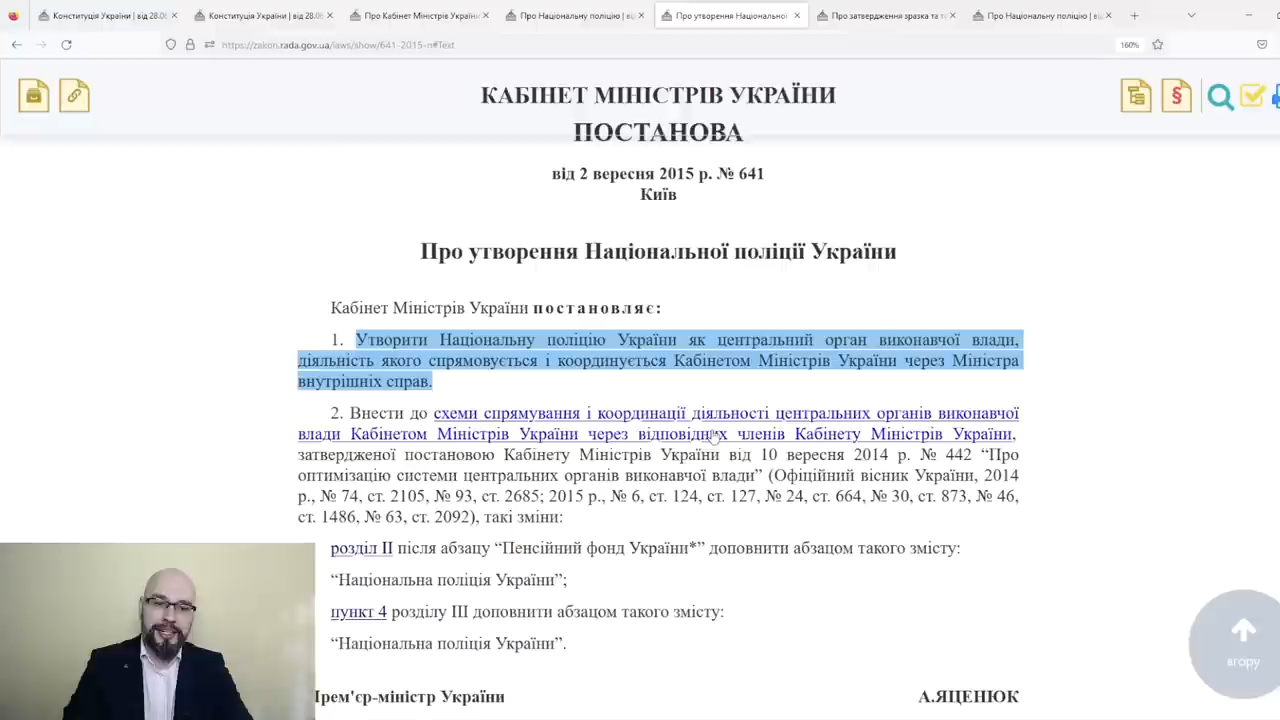 Конституція України | від 28.06
Конституція України | від 28.06
Про Кабінет Міністрів України
Про Національну поліцію | від
Про утворення Національної
Про затвердження зразка та
Про Національну поліцію | від
https://zakon.rada.gov.ua/laws/show/641-2015-п#Text
160%
КАБІНЕТ МІНІСТРІВ УКРАЇНИ
ПОСТАНОВА
від 2 вересня 2015 р. № 641
Київ
Про утворення Національної поліції України
Кабінет Міністрів України постановляє:
1. Утворити Національну поліцію України як центральний орган виконавчої влади,
діяльність якого спрямовується і координується Кабінетом Міністрів України через Міністра
внутрішніх справ.
2. Внести до схеми спрямування і координації діяльності центральних органів виконавчої
влади Кабінетом Міністрів України через відповідних членів Кабінету Міністрів України,
затвердженої постановою Кабінету Міністрів України від 10 вересня 2014 р. № 442 “Про
оптимізацію системи центральних органів виконавчої влади” (Офіційний вісник України, 2014
р., № 74, ст. 2105, № 93, ст. 2685; 2015 р., № 6, ст. 124, ст. 127, № 24, ст. 664, № 30, ст. 873, № 46,
ст. 1486, № 63, ст. 2092), такі зміни:
розділ II після абзацу “Пенсійний фонд України*” доповнити абзацом такого змісту:
“Національна поліція України”;
пункт 4 розділу III доповнити абзацом такого змісту:
“Національна поліція України”.
Прем'єр-міністр України А.ЯЦЕНЮК
вгору